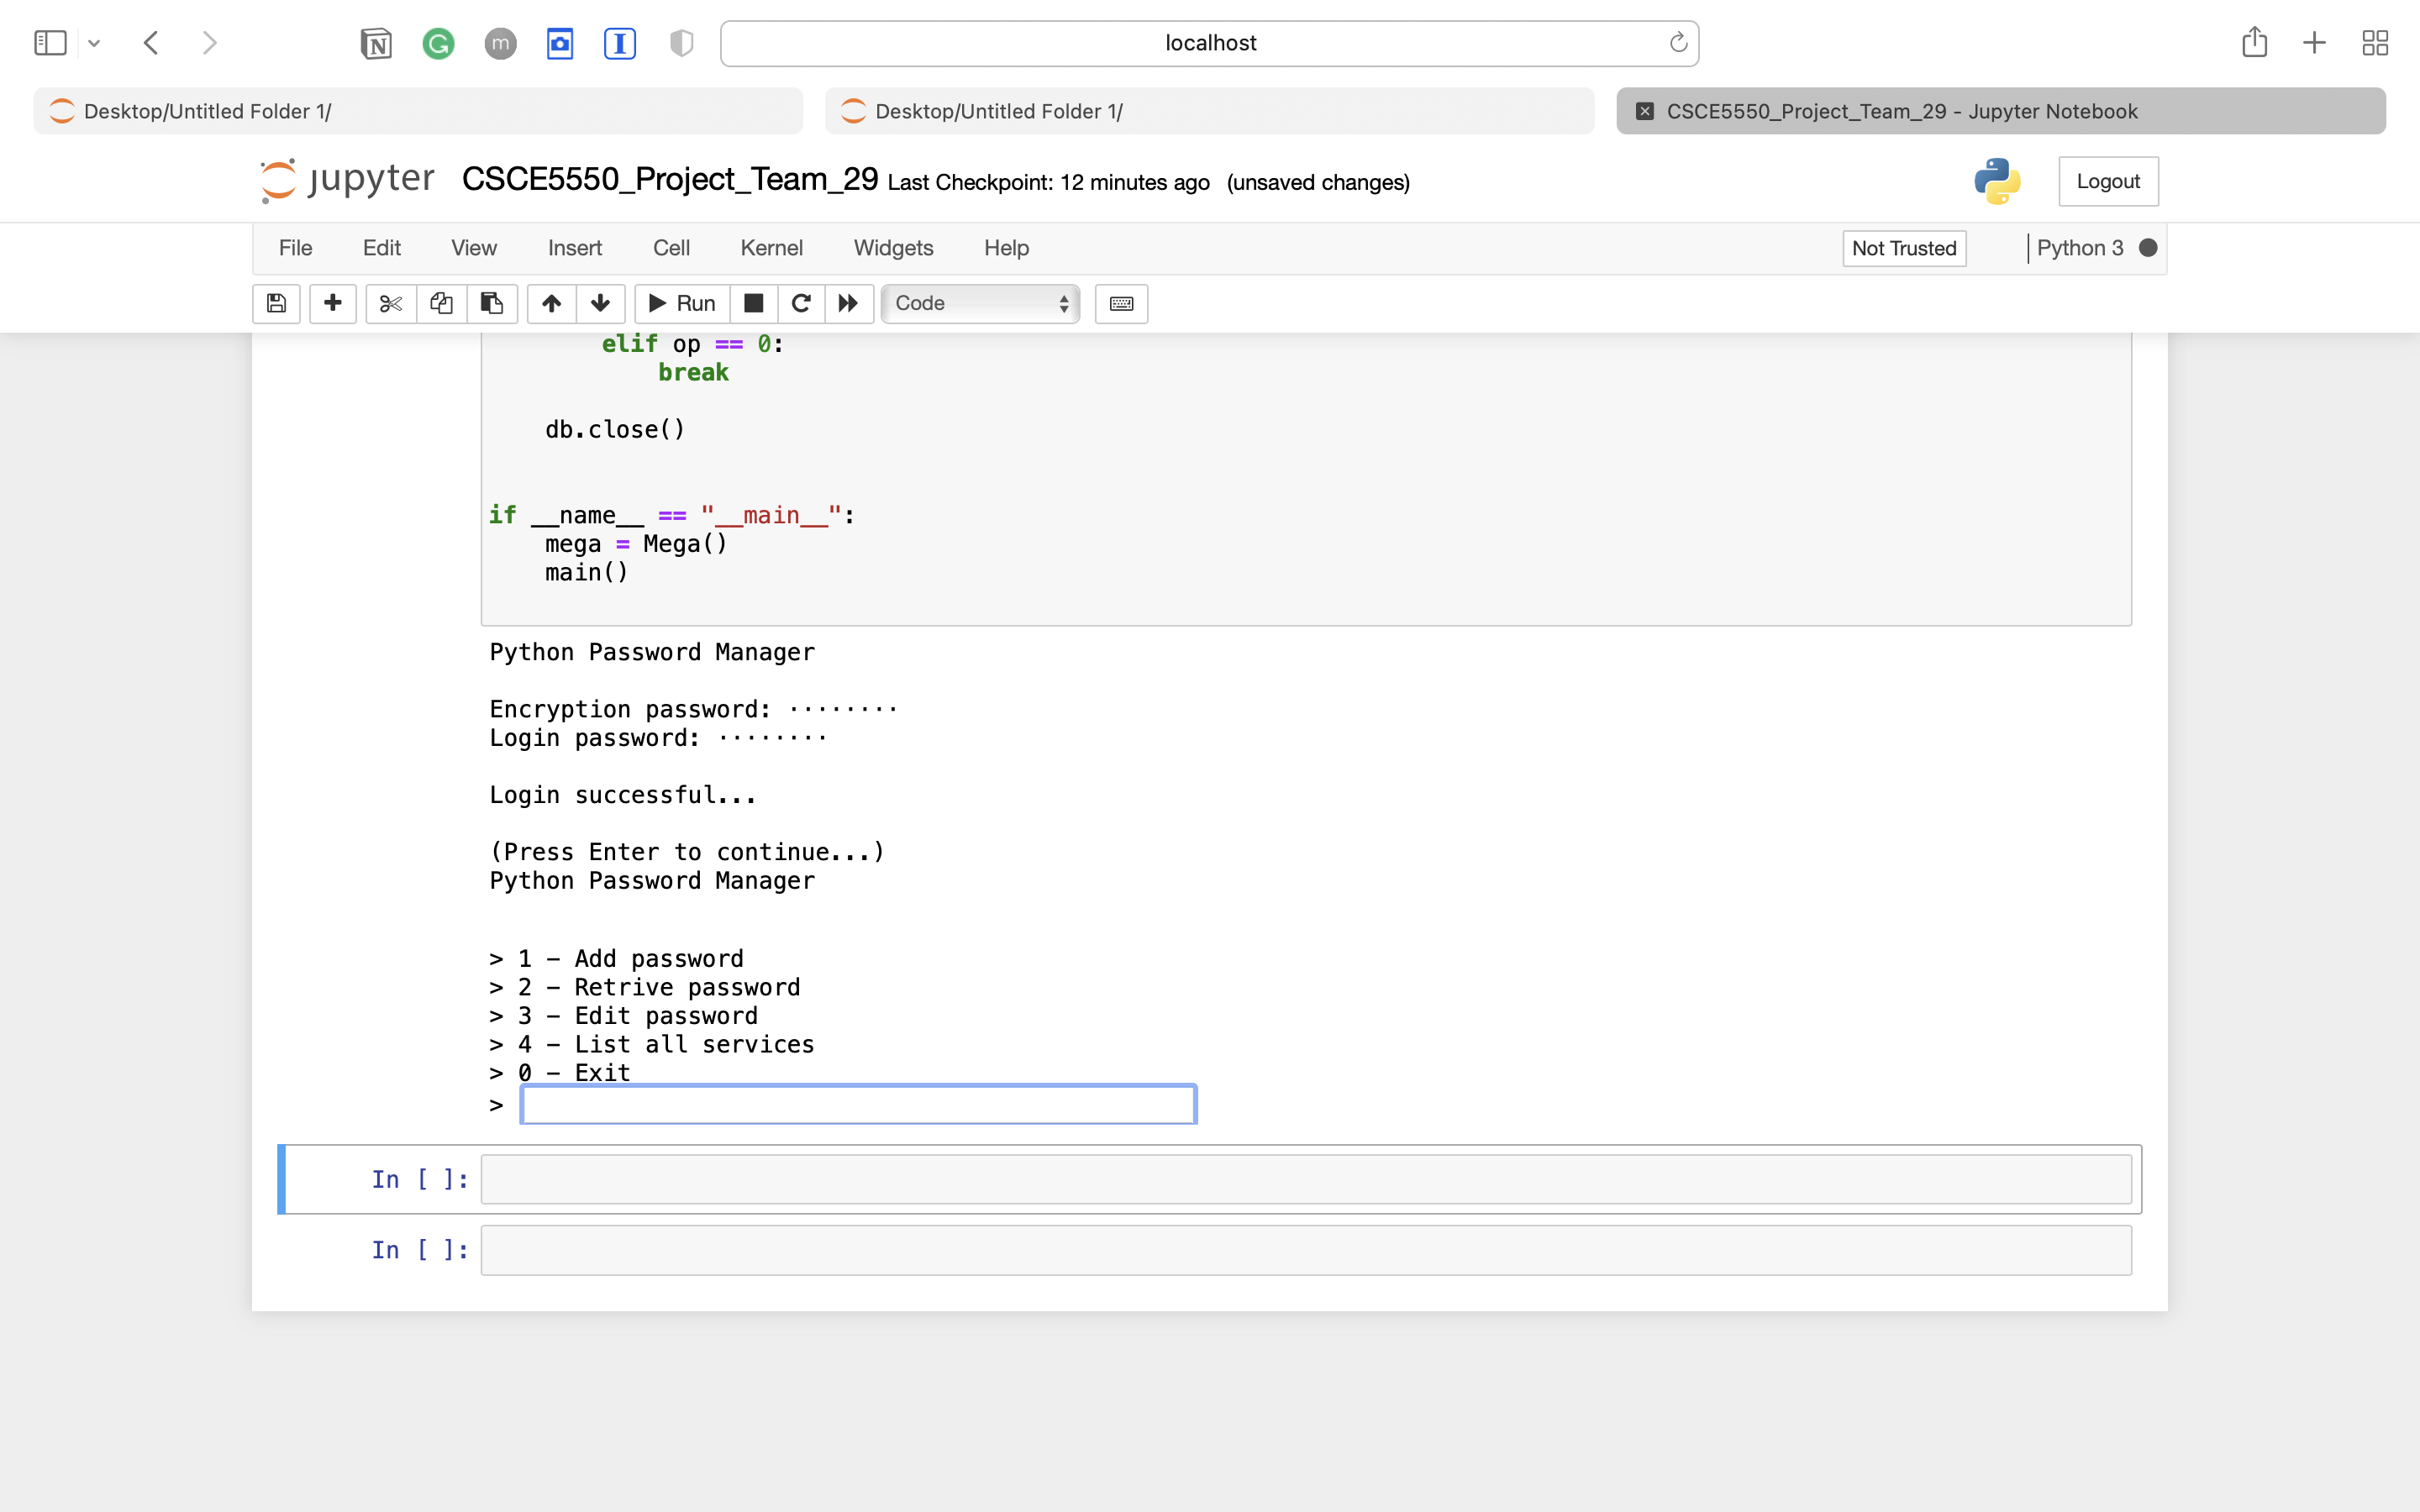 localhost
Desktop/Untitled Folder 1/
Desktop/Untitled Folder 1/
CSCE5550_Project_Team_29 - Jupyter Notebook
jupyter CSCE5550_Project_Team_29 Last Checkpoint: 12 minutes ago (unsaved changes)
Logout
File Edit View Insert Cell Kernel Widgets Help
Not Trusted
Python 3
Run
Code
elif op == 0:
break
db.close()
if __name__ == "__main__":
mega = Mega()
main()
Python Password Manager
Encryption password: ········
Login password: ········
Login successful...
(Press Enter to continue...)
Python Password Manager
> 1 – Add password
> 2 – Retrive password
> 3 – Edit password
> 4 – List all services
> 0 – Exit
>
In [ ]:
In [ ]: